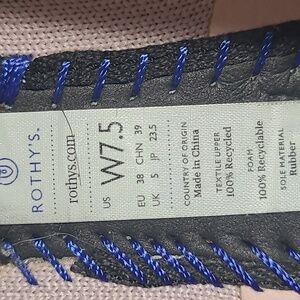 ROTHY'S.
rothys.com
US W7.5
EU 38 CHN 39
UK 5 JP 23.5
COUNTRY OF ORIGIN
Made in China
TEXTILE UPPER
100% Recycled
FOAM
100% Recyclable
SOLE MATERIAL
Rubber